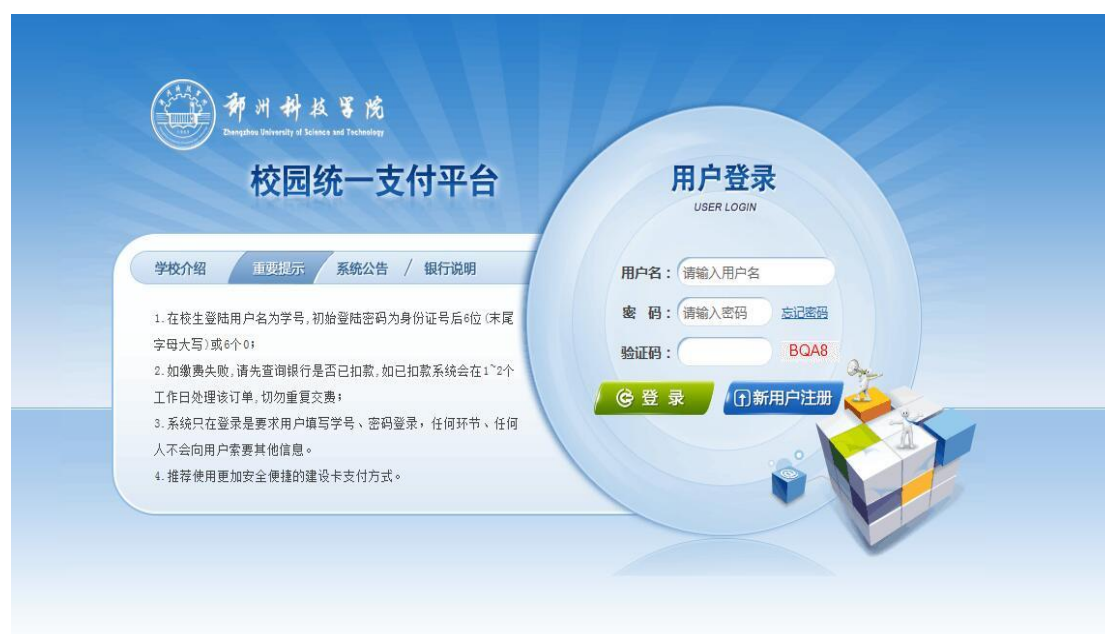 郑州科技学院
Zhengzhou University of Science and Technology
校园统一支付平台
学校介绍 重要提示 系统公告 / 银行说明
1.在校生登陆用户名为学号,初始登陆密码为身份证号后6位(末尾
字母大写)或6个0;
2.如缴费失败,请先查询银行是否已扣款,如已扣款系统会在1~2个
工作日处理该订单,切勿重复交费;
3.系统只在登录是要求用户填写学号、密码登录，任何环节、任何
人不会向用户索要其他信息。
4.推荐使用更加安全便捷的建设卡支付方式。
用户登录
USER LOGIN
用户名： 请输入用户名
密 码： 请输入密码 忘记密码
验证码： BQA8
登 录 新用户注册